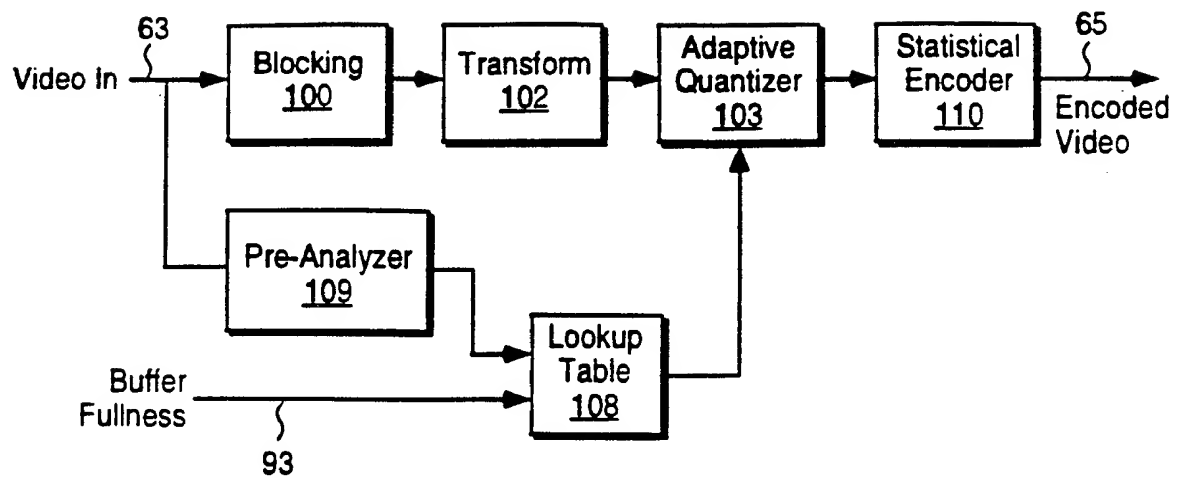 63
Video In
Blocking
100
Transform
102
Adaptive
Quantizer
103
Statistical
Encoder
110
65
Encoded
Video
Pre-Analyzer
109
Lookup
Table
108
Buffer
Fullness
93